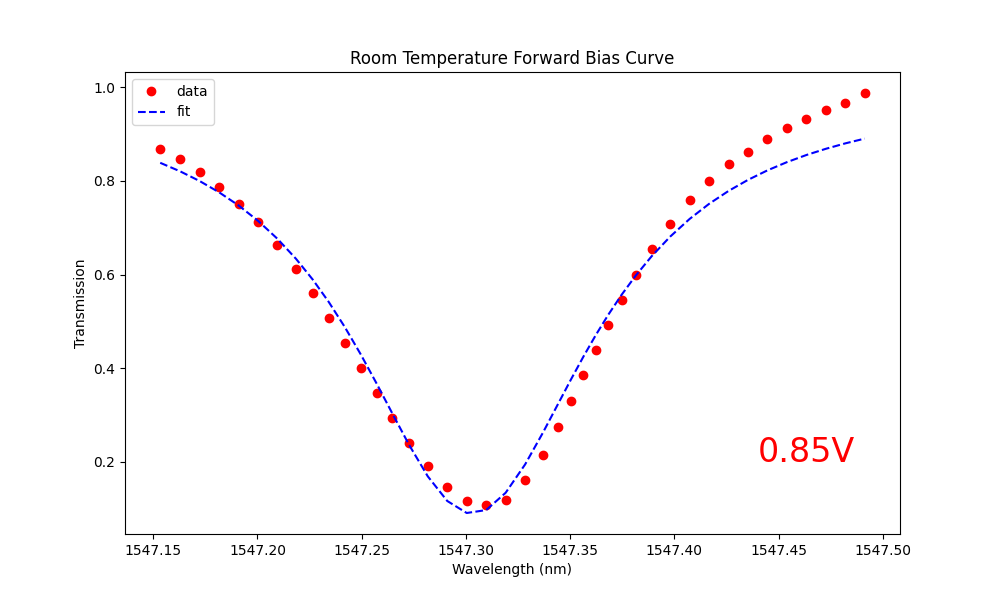 Room Temperature Forward Bias Curve
data
fit
1.0
0.8
0.6
0.4
0.2
Transmission
0.85V
1547.15 1547.20 1547.25 1547.30 1547.35 1547.40 1547.45 1547.50
Wavelength (nm)